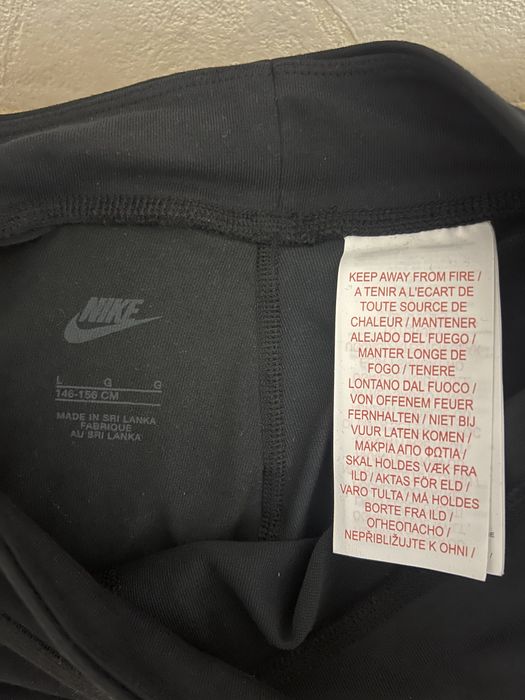 NIKE
L G G
146-156 CM
MADE IN SRI LANKA
FABRIQUE
AU SRI LANKA
KEEP AWAY FROM FIRE /
A TENIR A L'ECART DE
TOUTE SOURCE DE
CHALEUR / MANTENER
ALEJADO DEL FUEGO /
MANTER LONGE DE
FOGO / TENERE
LONTANO DAL FUOCO /
VON OFFENEM FEUER
FERNHALTEN / NIET BIJ
VUUR LATEN KOMEN /
ΜΑΚΡΙΑ ΑΠΟ ΦΩΤΙΑ /
SKAL HOLDES VÆK FRA
ILD / AKTAS FÖR ELD /
VARO TULTA / MÅ HOLDES
BORTE FRA ILD /
ОГНЕОПАСНО /
NEPŘIBLIŽUJTE K OHNI /